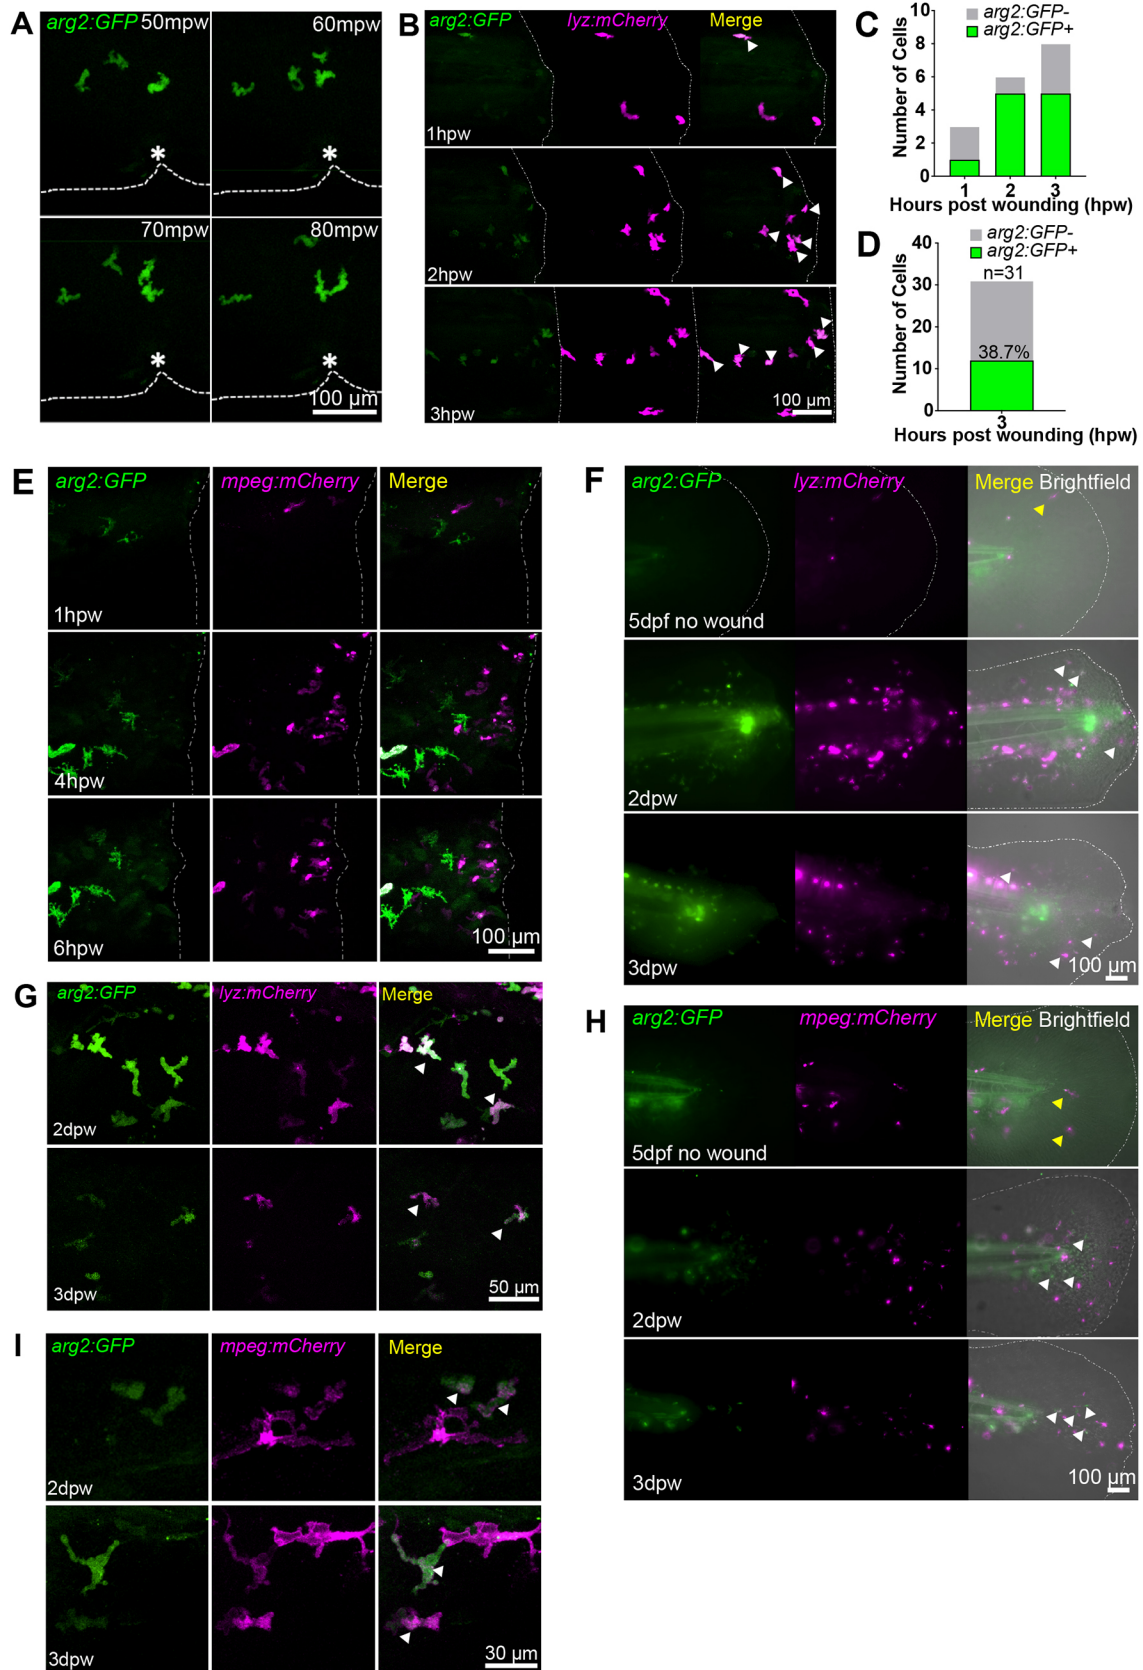 A
arg2:GFP 50mpw
60mpw
*
*
70mpw
80mpw
*
*
100 µm
B
arg2:GFP
lyz:mCherry
Merge
1hpw
2hpw
3hpw
100 µm
C
10
8
6
4
2
0
Number of Cells
arg2:GFP-
arg2:GFP+
1
2
3
Hours post wounding (hpw)
D
40
30
20
10
0
Number of Cells
arg2:GFP-
arg2:GFP+
n=31
38.7%
3
Hours post wounding (hpw)
E
arg2:GFP
mpeg:mCherry
Merge
1hpw
4hpw
6hpw
100 µm
F
arg2:GFP
lyz:mCherry
Merge Brightfield
5dpf no wound
2dpw
3dpw
100 µm
G
arg2:GFP
lyz:mCherry
Merge
2dpw
3dpw
50 µm
H
arg2:GFP
mpeg:mCherry
Merge Brightfield
5dpf no wound
2dpw
3dpw
100 µm
I
arg2:GFP
mpeg:mCherry
Merge
2dpw
3dpw
30 µm